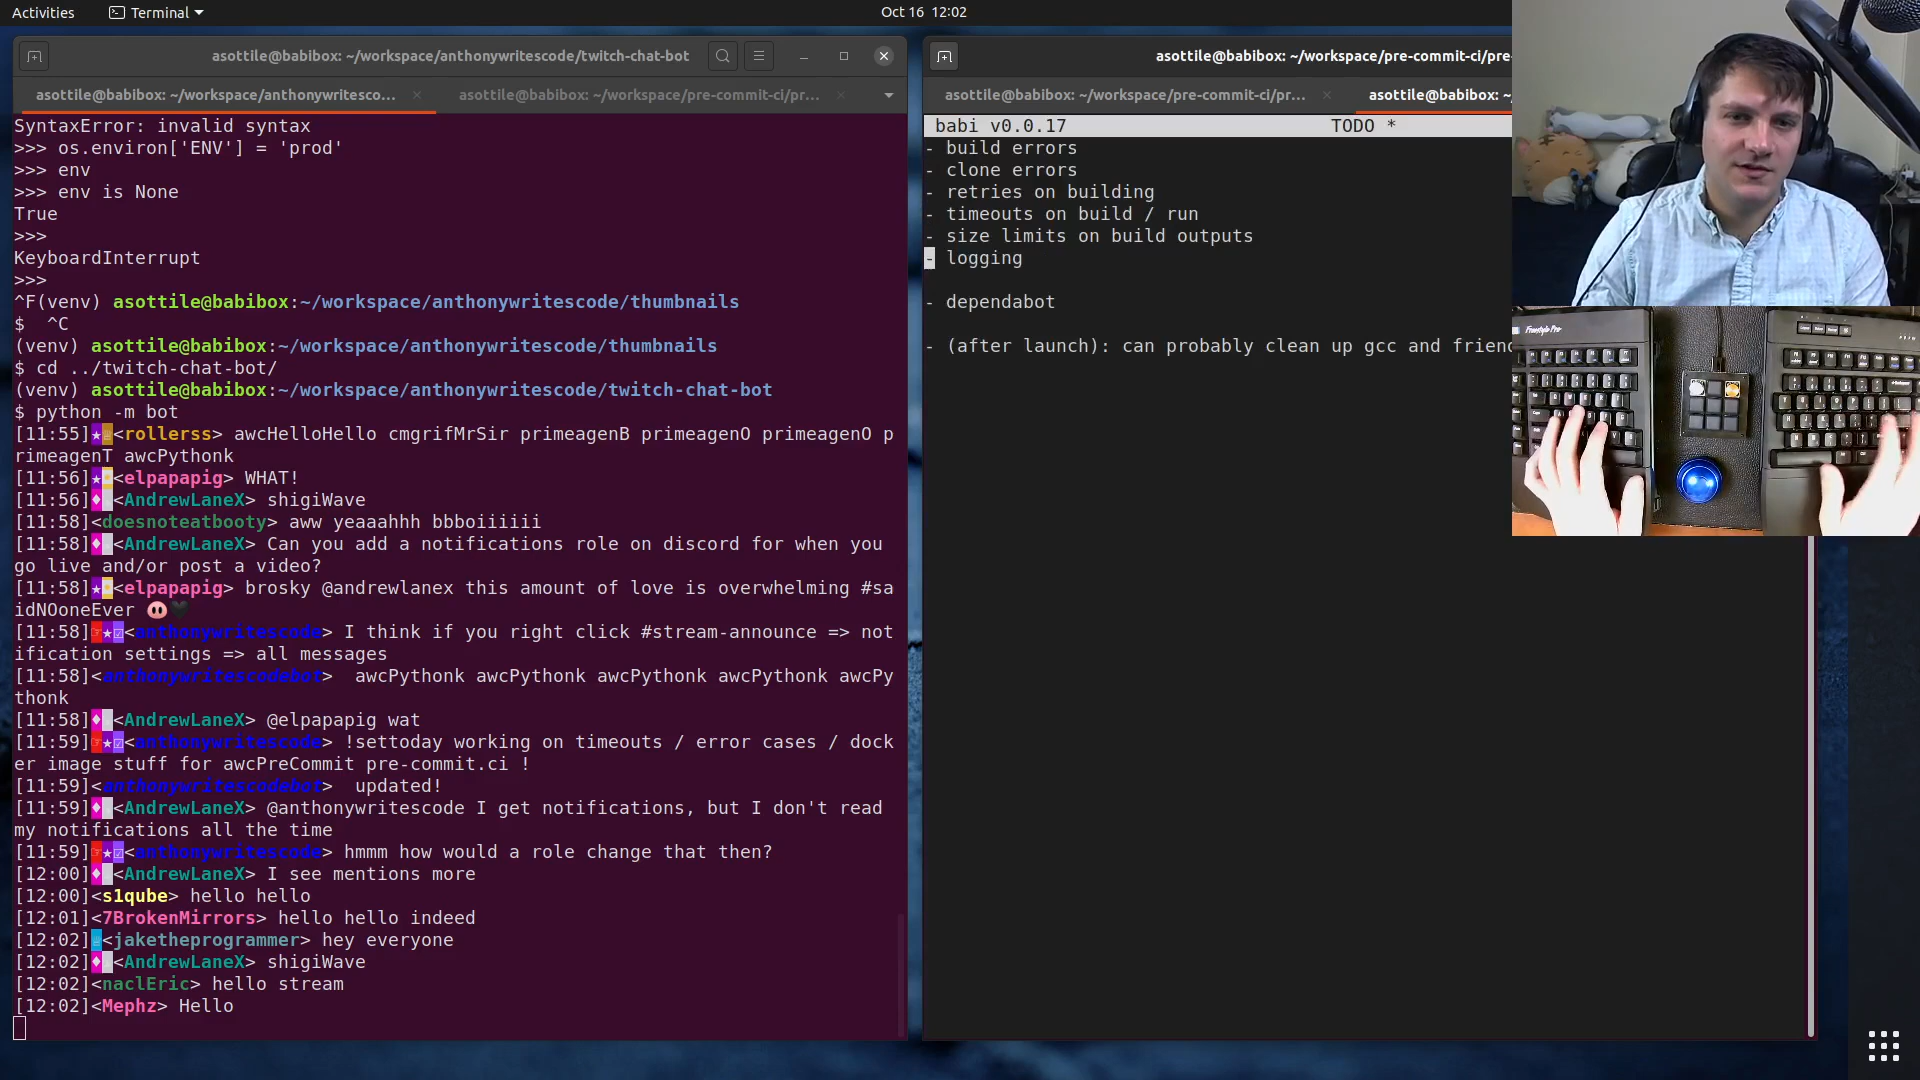 Activities
Terminal
Oct 16 12:02
asottile@babibox: ~/workspace/anthonywritescode/twitch-chat-bot
asottile@babibox: ~/workspace/anthonywritesco...
asottile@babibox: ~/workspace/pre-commit-ci/pr...
SyntaxError: invalid syntax
>>> os.environ['ENV'] = 'prod'
>>> env
>>> env is None
True
>>>
KeyboardInterrupt
>>>
^F(venv) asottile@babibox:~/workspace/anthonywritescode/thumbnails
$  ^C
(venv) asottile@babibox:~/workspace/anthonywritescode/thumbnails
$ cd ../twitch-chat-bot/
(venv) asottile@babibox:~/workspace/anthonywritescode/twitch-chat-bot
$ python -m bot
[11:55]<rollerss> awcHelloHello cmgrifMrSir primeagenB primeagenO primeagenO p
rimeagenT awcPythonk
[11:56]<elpapapig> WHAT!
[11:56]<AndrewLaneX> shigiWave
[11:58]<doesnoteatbooty> aww yeaaahhh bbboiiiiii
[11:58]<AndrewLaneX> Can you add a notifications role on discord for when you
go live and/or post a video?
[11:58]<elpapapig> brosky @andrewlanex this amount of love is overwhelming #sa
idNOoneEver 🐽🖤
[11:58]<anthonywritescode> I think if you right click #stream-announce => not
ification settings => all messages
[11:58]<anthonywritescodebot>  awcPythonk awcPythonk awcPythonk awcPythonk awcPy
thonk
[11:58]<AndrewLaneX> @elpapapig wat
[11:59]<anthonywritescode> !settoday working on timeouts / error cases / dock
er image stuff for awcPreCommit pre-commit.ci !
[11:59]<anthonywritescodebot>  updated!
[11:59]<AndrewLaneX> @anthonywritescode I get notifications, but I don't read
my notifications all the time
[11:59]<anthonywritescode> hmmm how would a role change that then?
[12:00]<AndrewLaneX> I see mentions more
[12:00]<s1qube> hello hello
[12:01]<7BrokenMirrors> hello hello indeed
[12:02]<jaketheprogrammer> hey everyone
[12:02]<AndrewLaneX> shigiWave
[12:02]<naclEric> hello stream
[12:02]<Mephz> Hello
asottile@babibox: ~/workspace/pre-commit-ci/pre-
asottile@babibox: ~/workspace/pre-commit-ci/pr...
asottile@babibox: ~/
babi v0.0.17 TODO *
- build errors
- clone errors
- retries on building
- timeouts on build / run
- size limits on build outputs
- logging
- dependabot
- (after launch): can probably clean up gcc and friend
Freestyle Pro